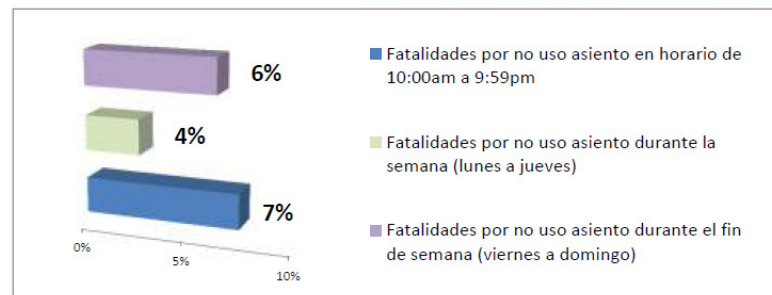 6%
4%
7%
0%
5%
10%
Fatalidades por no uso asiento en horario de
10:00am a 9:59pm
Fatalidades por no uso asiento durante la
semana (lunes a jueves)
Fatalidades por no uso asiento durante el fin
de semana (viernes a domingo)